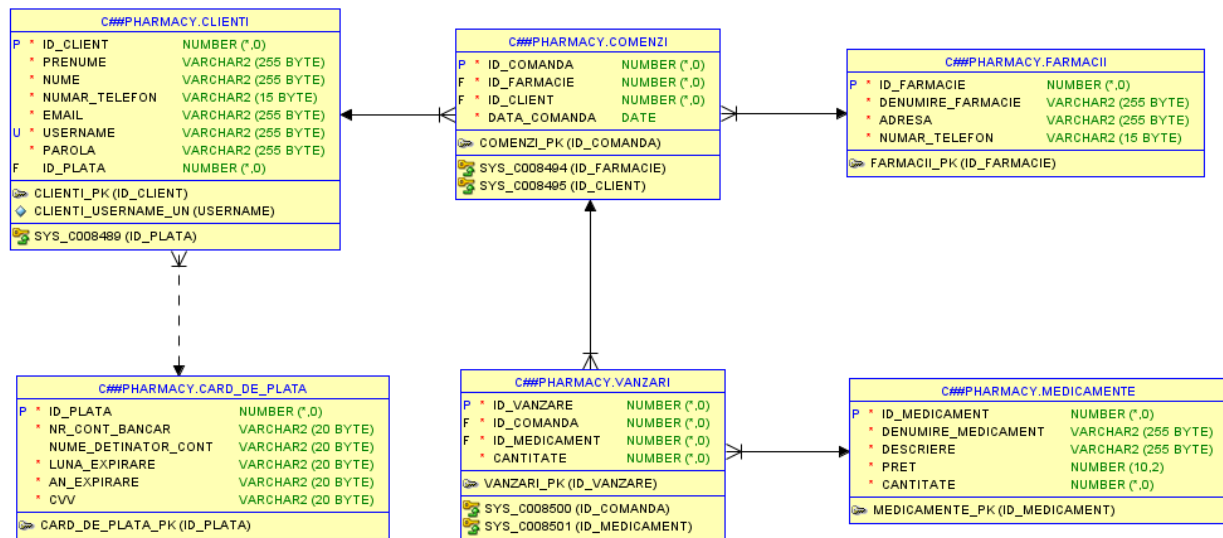 C##PHARMACY.CLIENTI
P * ID_CLIENT NUMBER (*,0)
* PRENUME VARCHAR2 (255 BYTE)
* NUME VARCHAR2 (255 BYTE)
* NUMAR_TELEFON VARCHAR2 (15 BYTE)
* EMAIL VARCHAR2 (255 BYTE)
U * USERNAME VARCHAR2 (255 BYTE)
* PAROLA VARCHAR2 (255 BYTE)
F ID_PLATA NUMBER (*,0)
CLIENTI_PK (ID_CLIENT)
CLIENTI_USERNAME_UN (USERNAME)
SYS_C008489 (ID_PLATA)
C##PHARMACY.COMENZI
P * ID_COMANDA NUMBER (*,0)
F * ID_FARMACIE NUMBER (*,0)
F * ID_CLIENT NUMBER (*,0)
* DATA_COMANDA DATE
COMENZI_PK (ID_COMANDA)
SYS_C008494 (ID_FARMACIE)
SYS_C008495 (ID_CLIENT)
C##PHARMACY.FARMACII
P * ID_FARMACIE NUMBER (*,0)
* DENUMIRE_FARMACIE VARCHAR2 (255 BYTE)
* ADRESA VARCHAR2 (255 BYTE)
* NUMAR_TELEFON VARCHAR2 (15 BYTE)
FARMACII_PK (ID_FARMACIE)
C##PHARMACY.CARD_DE_PLATA
P * ID_PLATA NUMBER (*,0)
* NR_CONT_BANCAR VARCHAR2 (20 BYTE)
NUME_DETINATOR_CONT VARCHAR2 (20 BYTE)
* LUNA_EXPIRARE VARCHAR2 (20 BYTE)
* AN_EXPIRARE VARCHAR2 (20 BYTE)
* CVV VARCHAR2 (20 BYTE)
CARD_DE_PLATA_PK (ID_PLATA)
C##PHARMACY.VANZARI
P * ID_VANZARE NUMBER (*,0)
F * ID_COMANDA NUMBER (*,0)
F * ID_MEDICAMENT NUMBER (*,0)
* CANTITATE NUMBER (*,0)
VANZARI_PK (ID_VANZARE)
SYS_C008500 (ID_COMANDA)
SYS_C008501 (ID_MEDICAMENT)
C##PHARMACY.MEDICAMENTE
P * ID_MEDICAMENT NUMBER (*,0)
* DENUMIRE_MEDICAMENT VARCHAR2 (255 BYTE)
* DESCRIERE VARCHAR2 (255 BYTE)
* PRET NUMBER (10,2)
* CANTITATE NUMBER (*,0)
MEDICAMENTE_PK (ID_MEDICAMENT)